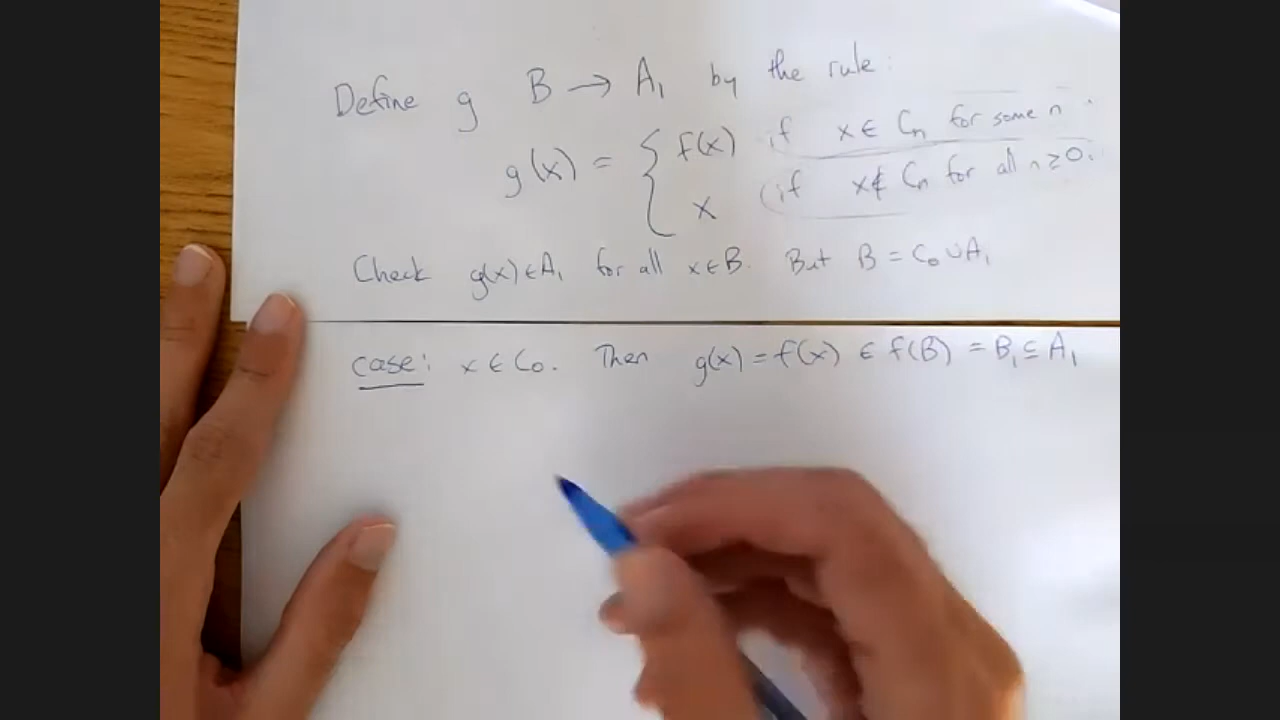 Define g B → A₁ by the rule:
g(x) = { f(x) if x ∈ Cₙ for some n
x (if x ∉ Cₙ for all n ≥ 0.
Check g(x) ∈ A₁ for all x ∈ B. But B = C₀ ∪ A₁
case: x ∈ C₀. Then g(x) = f(x) ∈ f(B) = B₁ ⊆ A₁